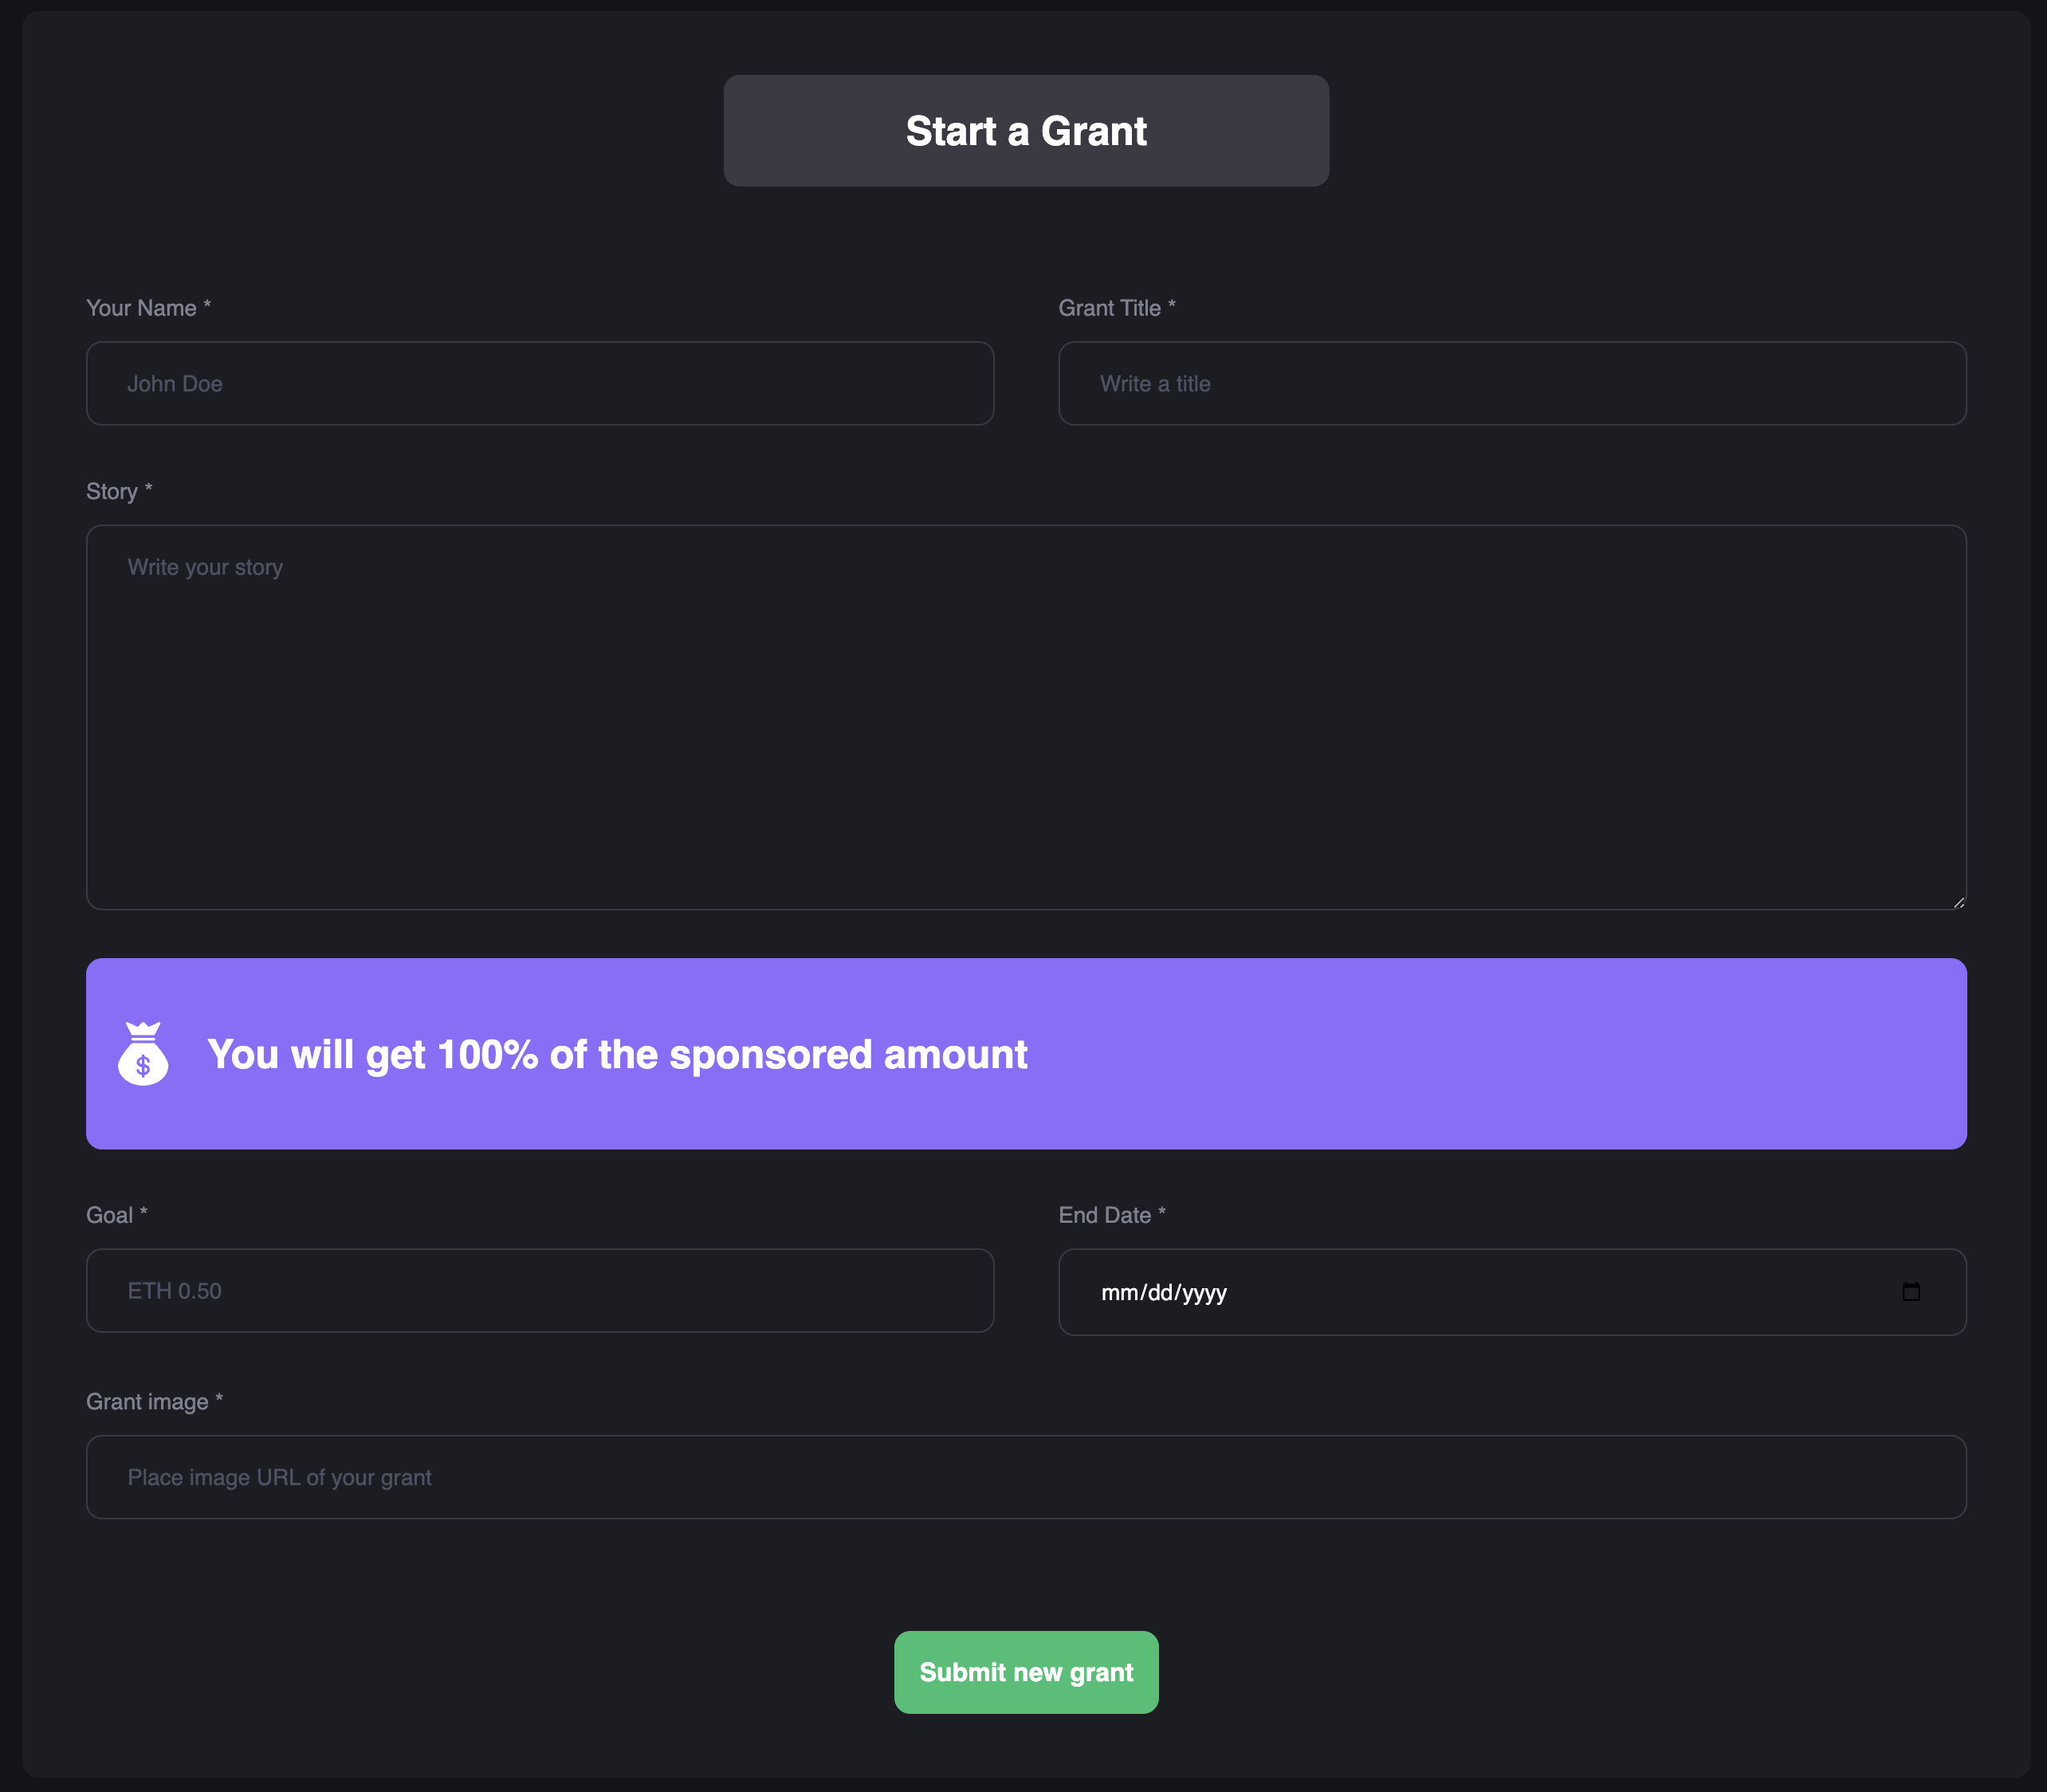 Start a Grant
Your Name *
Grant Title *
John Doe
Write a title
Story *
Write your story
$
You will get 100% of the sponsored amount
Goal *
End Date *
ETH 0.50
mm/dd/yyyy
Grant image *
Place image URL of your grant
Submit new grant